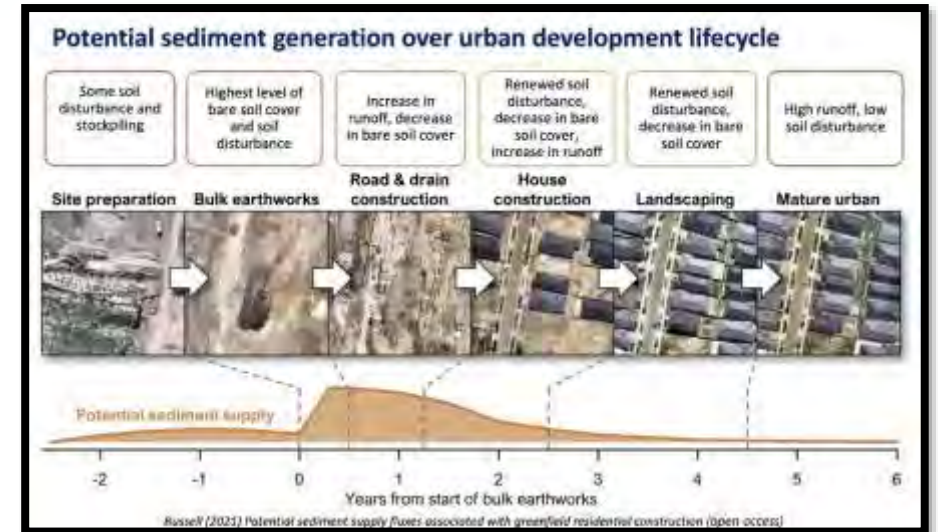 Potential sediment generation over urban development lifecycle
Some soil
disturbance and
stockpiling
Highest level of
bare soil cover
and soil
disturbance
Increase in
runoff, decrease
in bare soil cover
Renewed soil
disturbance,
decrease in bare
soil cover,
increase in runoff
Renewed soil
disturbance,
decrease in bare
soil cover
High runoff, low
soil disturbance
Site preparation
Bulk earthworks
Road & drain
construction
House
construction
Landscaping
Mature urban
Potential sediment supply
-2 -1 0 1 2 3 4 5 6
Years from start of bulk earthworks
Russell (2021) Potential sediment supply fluxes associated with greenfield residential construction (open access)